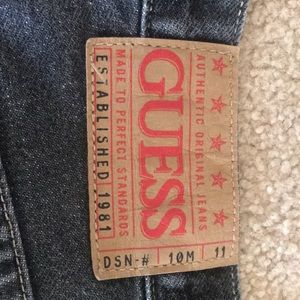 ★★★★★
AUTHENTIC ORIGINAL JEANS
GUESS
MADE TO PERFECT STANDARDS
ESTABLISHED 1981
DSN-# 10M 11